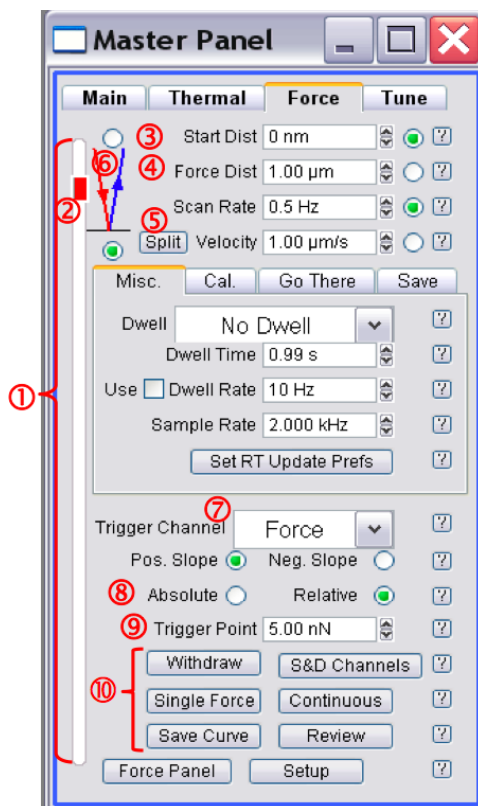 Master Panel
Main Thermal Force Tune
③ Start Dist 0 nm ?
⑥ ④ Force Dist 1.00 µm ?
② Scan Rate 0.5 Hz ?
⑤ Split Velocity 1.00 µm/s ?
Misc. Cal. Go There Save
Dwell No Dwell ?
Dwell Time 0.99 s ?
① Use Dwell Rate 10 Hz ?
Sample Rate 2.000 kHz ?
Set RT Update Prefs ?
⑦ Trigger Channel Force ?
Pos. Slope Neg. Slope ?
⑧ Absolute Relative ?
⑨ Trigger Point 5.00 nN ?
⑩ Withdraw S&D Channels ?
Single Force Continuous ?
Save Curve Review ?
Force Panel Setup ?